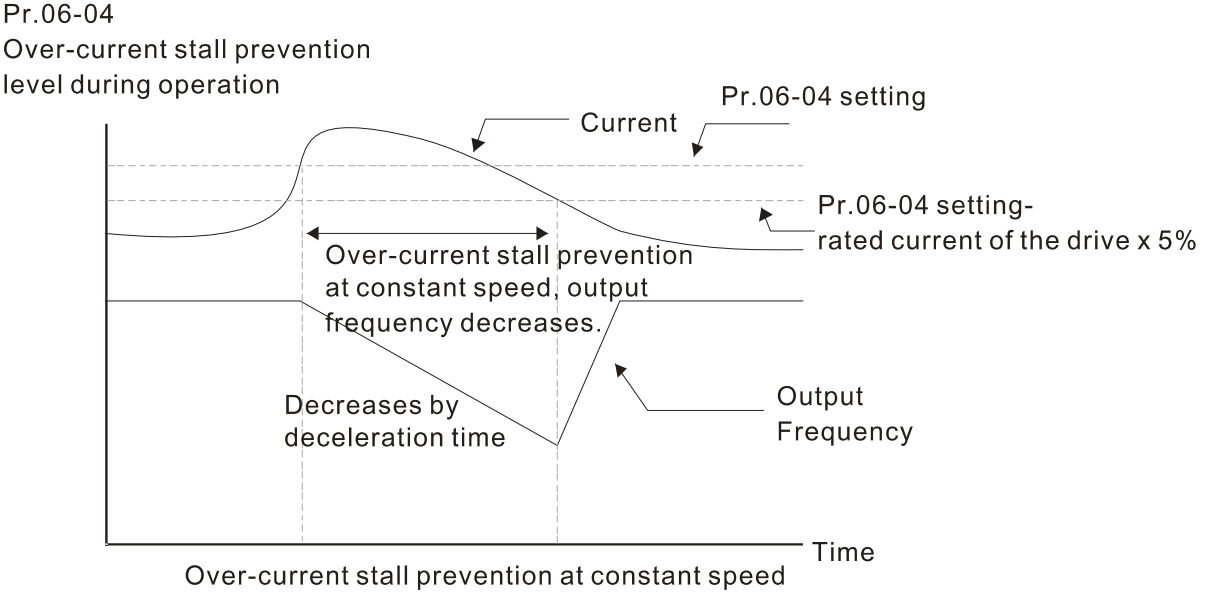 Pr.06-04
Over-current stall prevention
level during operation
Pr.06-04 setting
Current
Pr.06-04 setting-
rated current of the drive x 5%
Over-current stall prevention
at constant speed, output
frequency decreases.
Decreases by
deceleration time
Output
Frequency
Time
Over-current stall prevention at constant speed